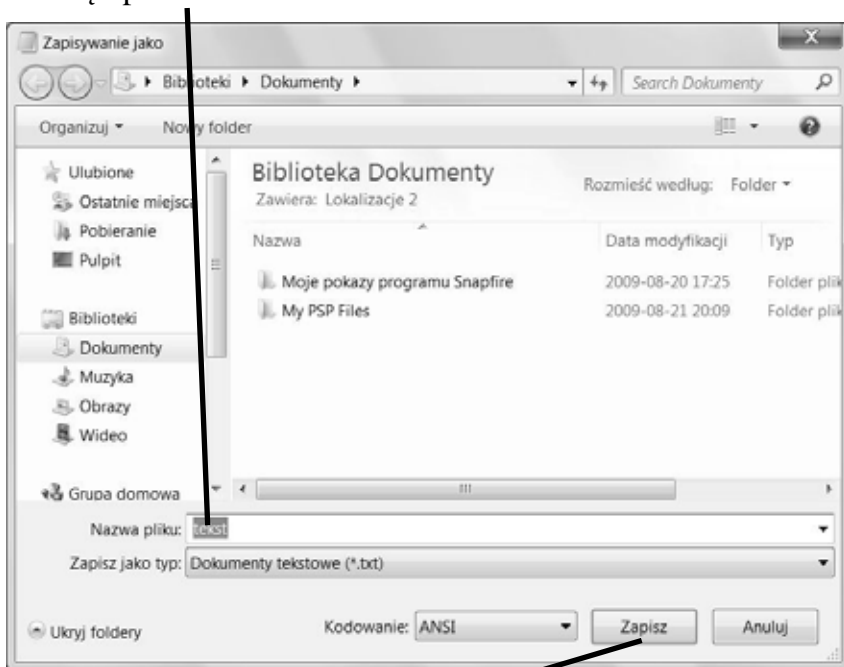 Zapisywanie jako
Biblioteki Dokumenty Search Dokumenty
Organizuj Nowy folder
Ulubione
Ostatnie miejsca
Pobieranie
Pulpit
Biblioteki
Dokumenty
Muzyka
Obrazy
Wideo
Grupa domowa
Biblioteka Dokumenty
Zawiera: Lokalizacje 2
Rozmieść według: Folder
Nazwa Data modyfikacji Typ
Moje pokazy programu Snapfire 2009-08-20 17:25 Folder plik
My PSP Files 2009-08-21 20:09 Folder plik
Nazwa pliku: tekst
Zapisz jako typ: Dokumenty tekstowe (*.txt)
Ukryj foldery Kodowanie: ANSI Zapisz Anuluj